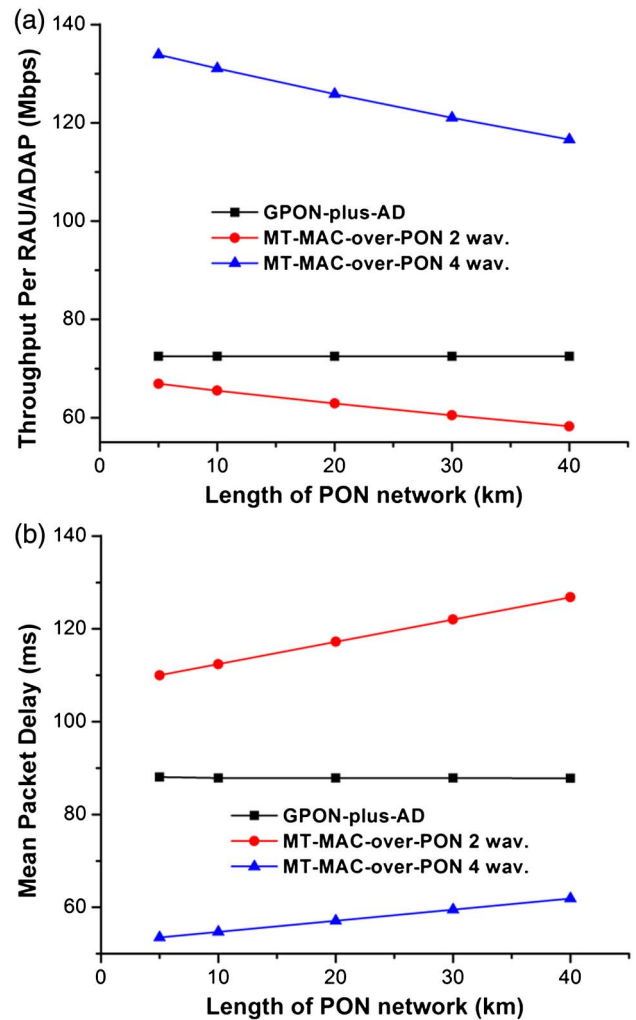 (a)
140
120
100
80
60
Throughput Per RAU/ADAP (Mbps)
GPON-plus-AD
MT-MAC-over-PON 2 wav.
MT-MAC-over-PON 4 wav.
0 10 20 30 40
Length of PON network (km)
(b)
140
120
100
80
60
Mean Packet Delay (ms)
GPON-plus-AD
MT-MAC-over-PON 2 wav.
MT-MAC-over-PON 4 wav.
0 10 20 30 40
Length of PON network (km)